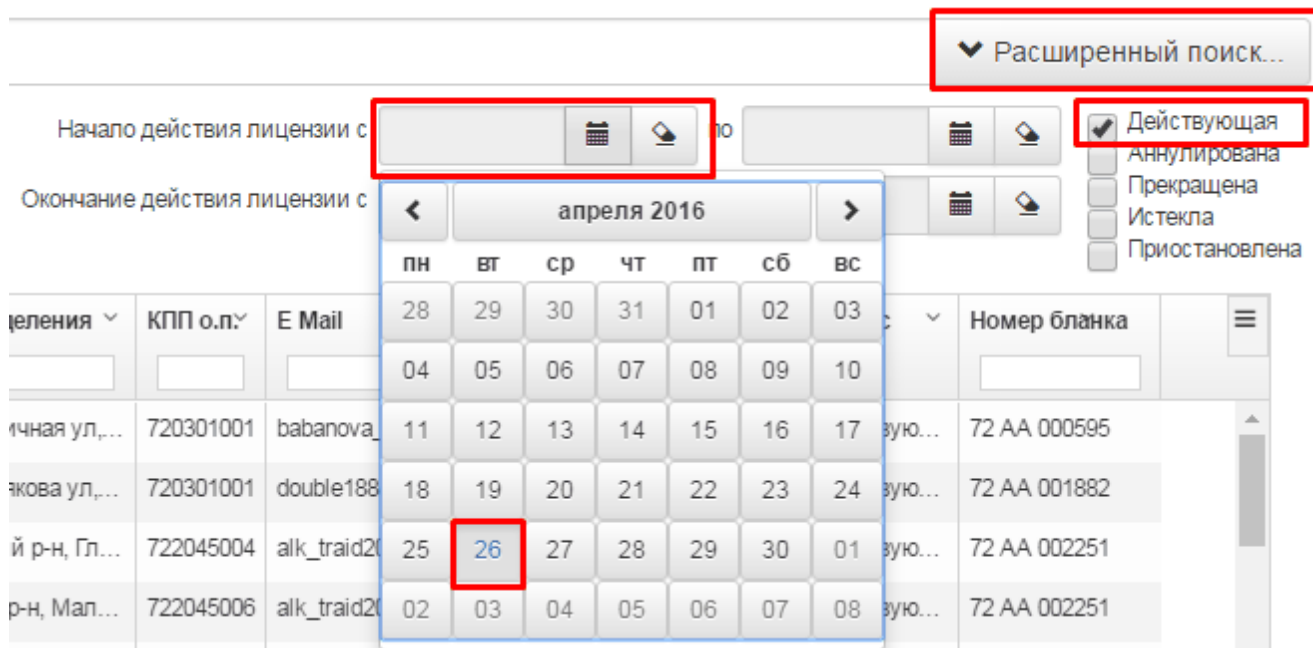 Расширенный поиск...
Начало действия лицензии с
по
Действующая
Аннулирована
Окончание действия лицензии с
Прекращена
Истекла
Приостановлена
апреля 2016
пн вт ср чт пт сб вс
28 29 30 31 01 02 03
04 05 06 07 08 09 10
11 12 13 14 15 16 17
18 19 20 21 22 23 24
25 26 27 28 29 30 01
02 03 04 05 06 07 08
деления КПП о.п. E Mail с Номер бланка
ичная ул,... 720301001 babanova_ вую... 72 АА 000595
якова ул,... 720301001 double188 вую... 72 АА 001882
й р-н, Гл... 722045004 alk_traid20 вую... 72 АА 002251
р-н, Мал... 722045006 alk_traid20 вую... 72 АА 002251